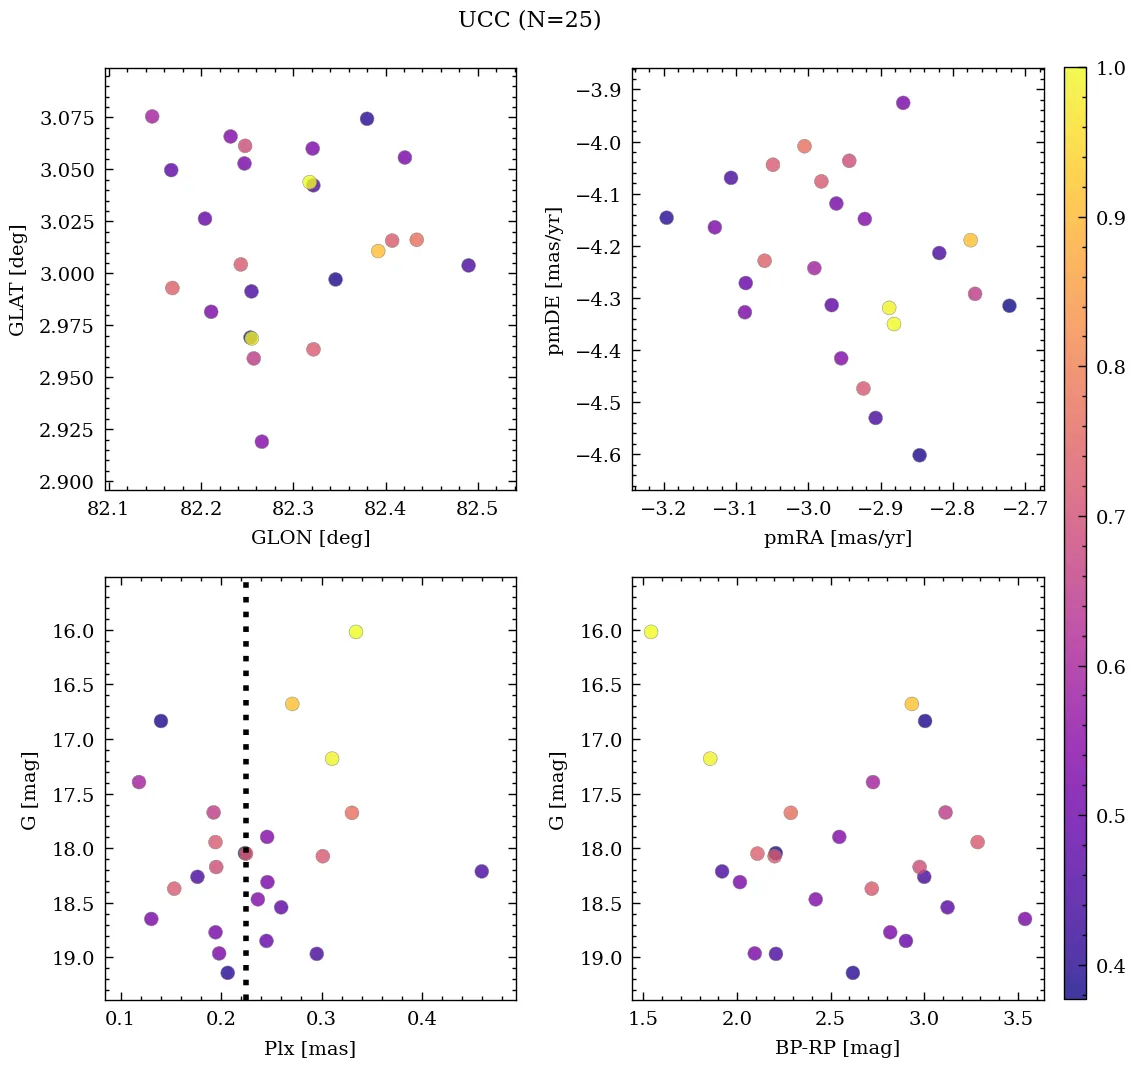 UCC (N=25)
3.075
3.050
3.025
3.000
2.975
2.950
2.925
2.900
GLAT [deg]
82.1 82.2 82.3 82.4 82.5
GLON [deg]
−3.9
−4.0
−4.1
−4.2
−4.3
−4.4
−4.5
−4.6
pmDE [mas/yr]
−3.2 −3.1 −3.0 −2.9 −2.8 −2.7
pmRA [mas/yr]
16.0
16.5
17.0
17.5
18.0
18.5
19.0
G [mag]
0.1 0.2 0.3 0.4
Plx [mas]
16.0
16.5
17.0
17.5
18.0
18.5
19.0
G [mag]
1.5 2.0 2.5 3.0 3.5
BP-RP [mag]
1.0
0.9
0.8
0.7
0.6
0.5
0.4